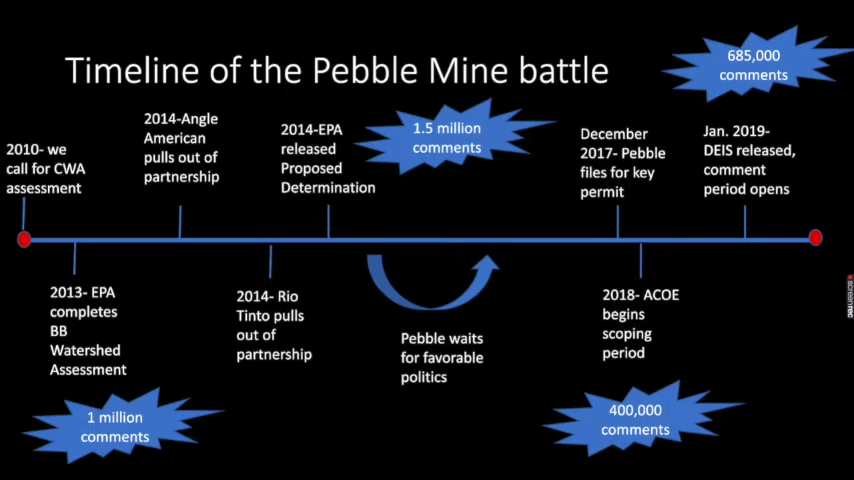 Timeline of the Pebble Mine battle
685,000
comments
2010- we
call for CWA
assessment
2014-Angle
American
pulls out of
partnership
2014-EPA
released
Proposed
Determination
1.5 million
comments
December
2017- Pebble
files for key
permit
Jan. 2019-
DEIS released,
comment
period opens
2013- EPA
completes
BB
Watershed
Assessment
2014- Rio
Tinto pulls
out of
partnership
Pebble waits
for favorable
politics
2018- ACOE
begins
scoping
period
1 million
comments
400,000
comments
screenrec